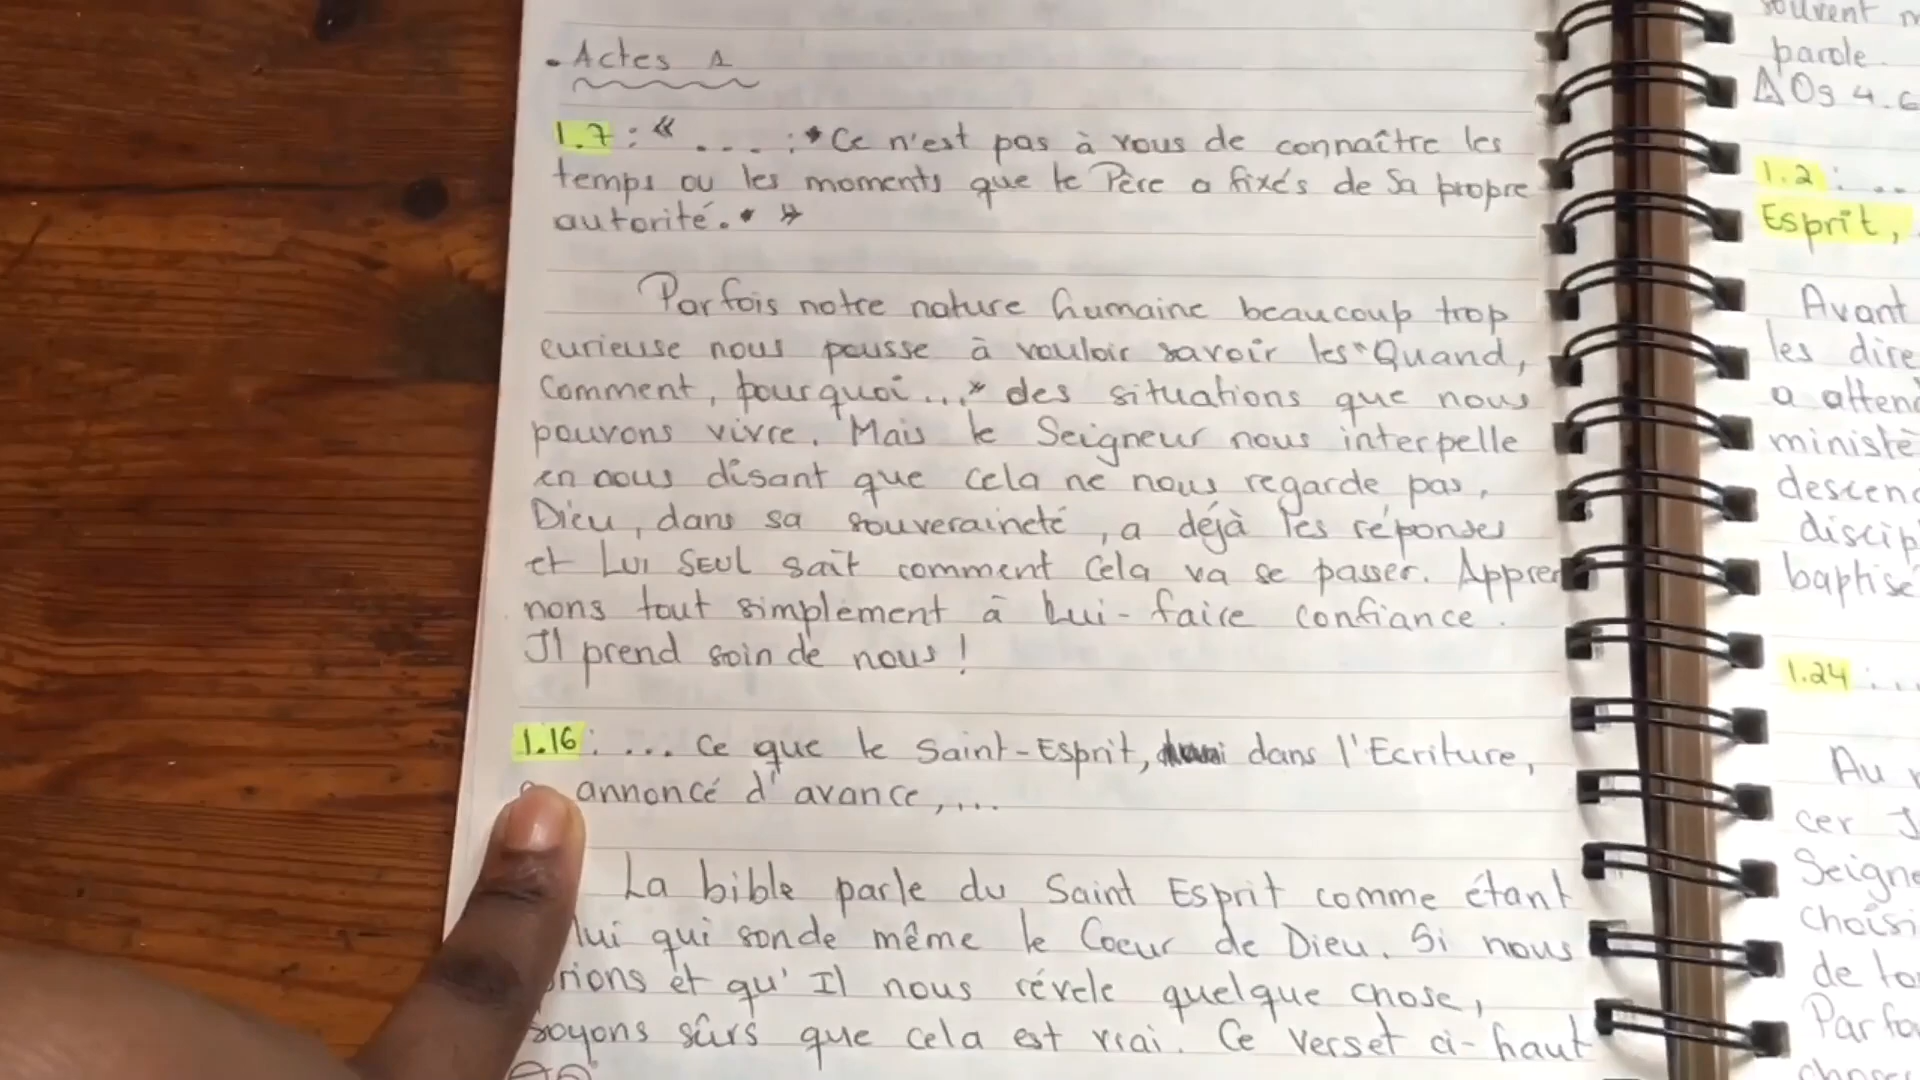 . Actes 1
1.7 : « .... : "Ce n'est pas à vous de connaître les
temps ou les moments que le Père a fixés de Sa propre
autorité. " »
Parfois notre nature humaine beaucoup trop
curieuse nous pousse à vouloir savoir les "Quand,
Comment, pourquoi..." des situations que nous
pouvons vivre. Mais le Seigneur nous interpelle
en nous disant que cela ne nous regarde pas.
Dieu, dans sa souveraineté, a déjà les réponses
et LUI SEUL sait comment cela va se passer. Appren
nons tout simplement à Lui-faire confiance.
Il prend soin de nous !
1.16 : ... Ce que le Saint-Esprit, dans l'Ecriture,
annoncé d'avance,...
La bible parle du Saint Esprit comme étant
lui qui sonde même le Coeur de Dieu. Si nous
rions et qu'Il nous révele quelque chose,
soyons sûrs que cela est vrai. Ce verset ci-haut
souvent
parole.
4.6
1.2 : ..
Esprit,
Avant
les dire
a atten
ministè
descend
discip
baptisé
1.24 : ...
Au
cer J
Seigne
choisi
de to
Parfo